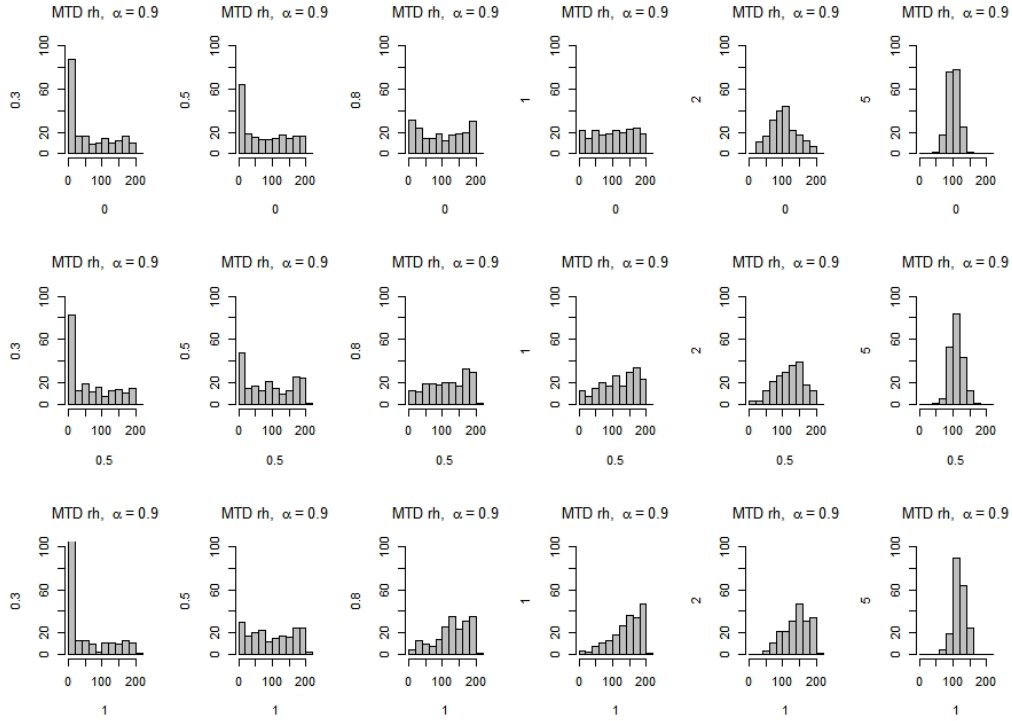 MTD rh, α = 0.9 MTD rh, α = 0.9 MTD rh, α = 0.9 MTD rh, α = 0.9 MTD rh, α = 0.9 MTD rh, α = 0.9
0.3 0 20 60 100 0.5 0 20 60 100 0.8 0 20 60 100 1 0 20 60 100 2 0 20 60 100 5 0 20 60 100
0 100 200 0 100 200 0 100 200 0 100 200 0 100 200 0 100 200
0 0 0 0 0 0
MTD rh, α = 0.9 MTD rh, α = 0.9 MTD rh, α = 0.9 MTD rh, α = 0.9 MTD rh, α = 0.9 MTD rh, α = 0.9
0.3 0 20 60 100 0.5 0 20 60 100 0.8 0 20 60 100 1 0 20 60 100 2 0 20 60 100 5 0 20 60 100
0 100 200 0 100 200 0 100 200 0 100 200 0 100 200 0 100 200
0.5 0.5 0.5 0.5 0.5 0.5
MTD rh, α = 0.9 MTD rh, α = 0.9 MTD rh, α = 0.9 MTD rh, α = 0.9 MTD rh, α = 0.9 MTD rh, α = 0.9
0.3 0 20 60 100 0.5 0 20 60 100 0.8 0 20 60 100 1 0 20 60 100 2 0 20 60 100 5 0 20 60 100
0 100 200 0 100 200 0 100 200 0 100 200 0 100 200 0 100 200
1 1 1 1 1 1